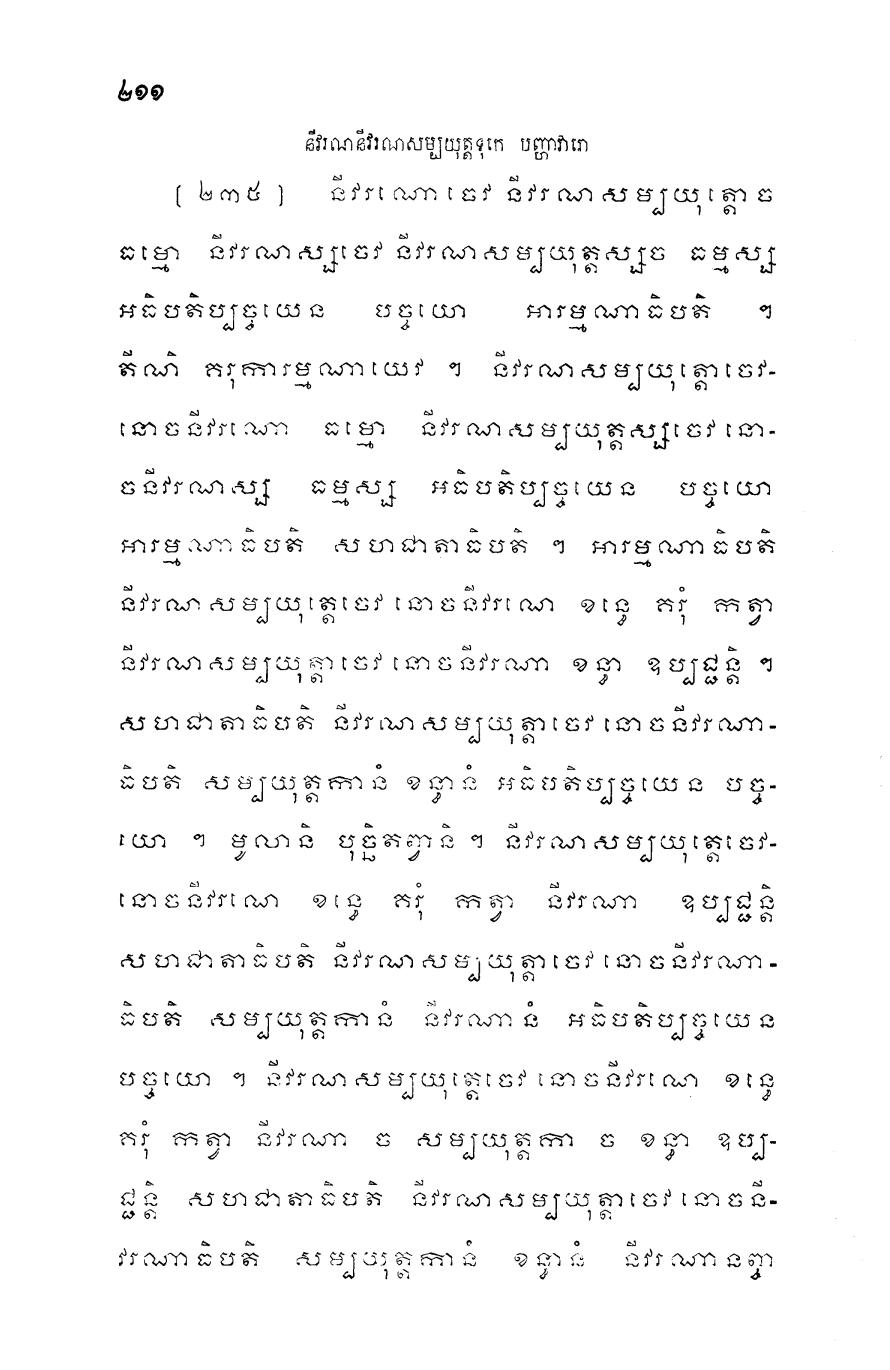 ២១១
នីវរណនីវរណសម្បយុត្តទុកេ បញ្ហាវារោ
[ ២៣៥ ] នីវរណោ ចេវ នីវរណសម្បយុត្តោ ច
ធម្មោ នីវរណស្សចេវ នីវរណសម្បយុត្តស្សច ធម្មស្ស
អធិបតិប្បច្ចយេន បច្ចយោ អារម្មណាធិបតិ ។
តីណិ គរុការម្មណាយេវ ។ នីវរណសម្បយុត្តោចេវ-
នោចនីវរណោ ធម្មោ នីវរណសម្បយុត្តស្សចេវ នោ-
ចនីវរណស្ស ធម្មស្ស អធិបតិប្បច្ចយេន បច្ចយោ
អារម្មណាធិបតិ សហជាតាធិបតិ ។ អារម្មណាធិបតិ
នីវរណសម្បយុត្តេចេវ នោចនីវរណេ ខន្ធេ គរុំ កត្វា
នីវរណសម្បយុត្តាចេវ នោចនីវរណា ខន្ធា ឧប្បជ្ជន្តិ ។
សហជាតាធិបតិ នីវរណសម្បយុត្តាចេវ នោចនីវរណា-
ធិបតិ សម្បយុត្តកានំ ខន្ធានំ អធិបតិប្បច្ចយេន បច្ច-
យោ ។ មូលានិ បុច្ឆិតព្វានិ ។ នីវរណសម្បយុត្តេចេវ-
នោចនីវរណេ ខន្ធេ គរុំ កត្វា នីវរណា ឧប្បជ្ជន្តិ
សហជាតាធិបតិ នីវរណសម្បយុត្តាចេវ នោចនីវរណា-
ធិបតិ សម្បយុត្តកានំ នីវរណានំ អធិបតិប្បច្ចយេន
បច្ចយោ ។ នីវរណសម្បយុត្តេចេវ នោចនីវរណេ ខន្ធេ
គរុំ កត្វា នីវរណា ច សម្បយុត្តកា ច ខន្ធា ឧប្ប-
ជ្ជន្តិ សហជាតាធិបតិ នីវរណសម្បយុត្តាចេវ នោចនី-
វរណាធិបតិ សម្បយុត្តកានំ ខន្ធានំ នីវរណានញ្ច